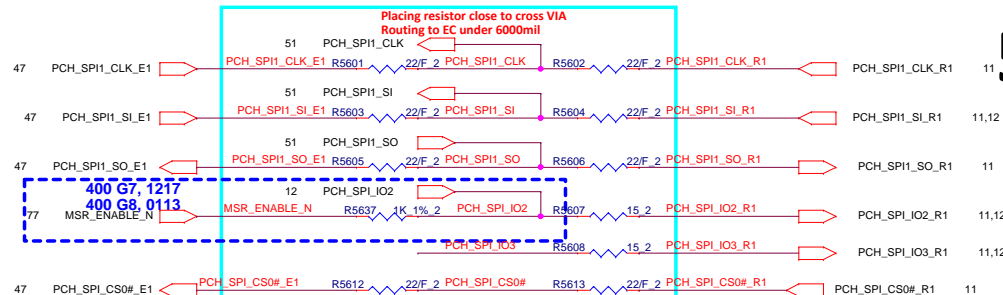 Placing resistor close to cross VIA
Routing to EC under 6000mil
51 PCH_SPI1_CLK
47 PCH_SPI1_CLK_E1 PCH_SPI1_CLK_E1 R5601 22/F_2 PCH_SPI1_CLK R5602 22/F_2 PCH_SPI1_CLK_R1 PCH_SPI1_CLK_R1 11
51 PCH_SPI1_SI
47 PCH_SPI1_SI_E1 PCH_SPI1_SI_E1 R5603 22/F_2 PCH_SPI1_SI R5604 22/F_2 PCH_SPI1_SI_R1 PCH_SPI1_SI_R1 11,12
51 PCH_SPI1_SO
47 PCH_SPI1_SO_E1 PCH_SPI1_SO_E1 R5605 22/F_2 PCH_SPI1_SO R5606 22/F_2 PCH_SPI1_SO_R1 PCH_SPI1_SO_R1 11
400 G7, 1217
12 PCH_SPI_IO2
400 G8, 0113
77 MSR_ENABLE_N MSR_ENABLE_N R5637 1K_1%_2 PCH_SPI_IO2 R5607 15_2 PCH_SPI_IO2_R1 PCH_SPI_IO2_R1 11,12
PCH_SPI_IO3 R5608 15_2 PCH_SPI_IO3_R1 PCH_SPI_IO3_R1 11,12
47 PCH_SPI_CS0#_E1 PCH_SPI_CS0#_E1 R5612 22/F_2 PCH_SPI_CS0# R5613 22/F_2 PCH_SPI_CS0#_R1 PCH_SPI_CS0#_R1 11